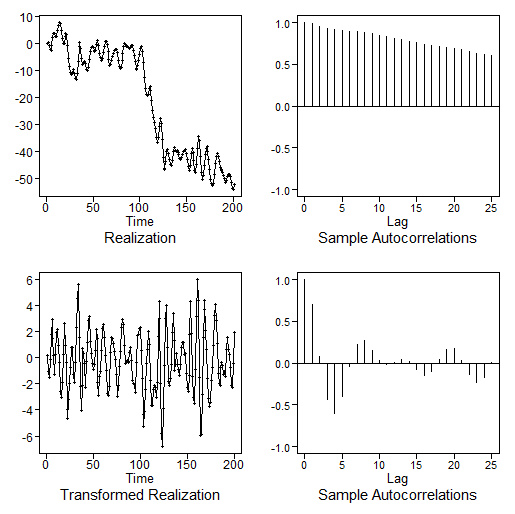 10
0
-10
-20
-30
-40
-50
0 50 100 150 200
Time
Realization
1.0
0.5
0.0
-0.5
-1.0
0 5 10 15 20 25
Lag
Sample Autocorrelations
6
4
2
0
-2
-4
-6
0 50 100 150 200
Time
Transformed Realization
1.0
0.5
0.0
-0.5
-1.0
0 5 10 15 20 25
Lag
Sample Autocorrelations